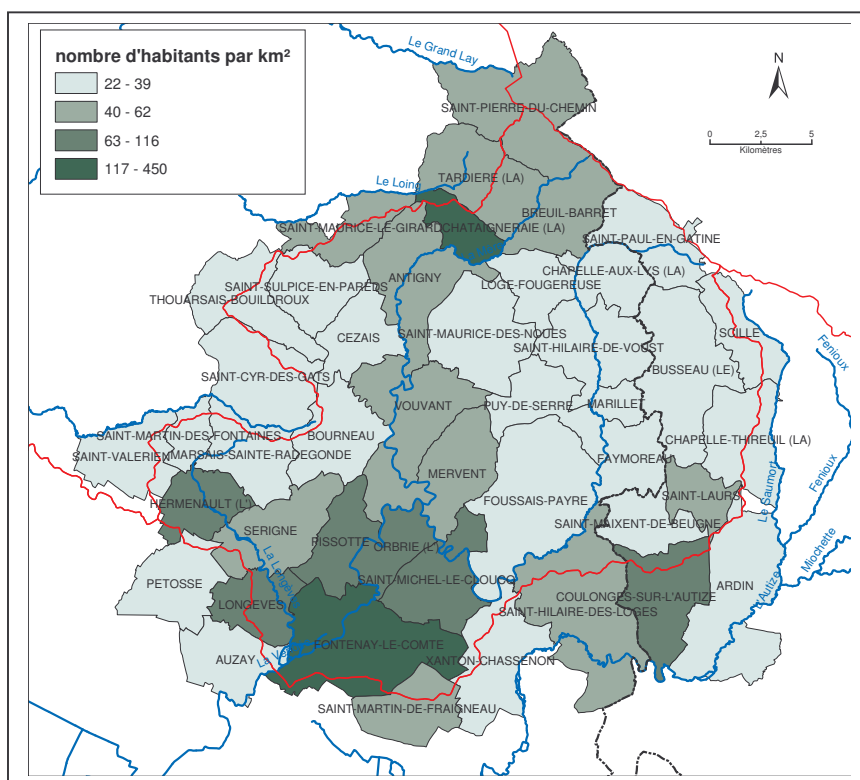 Le Grand Lay
nombre d'habitants par km²
22 - 39
40 - 62
63 - 116
117 - 450
N
0 2,5 5
Kilomètres
SAINT-PIERRE-DU-CHEMIN
TARDIERE (LA)
Le Loing
BREUIL-BARRET
SAINT-MAURICE-LE-GIRARD
CHATAIGNERAIE (LA)
SAINT-PAUL-EN-GATINE
ANTIGNY
CHAPELLE-AUX-LYS (LA)
LOGE-FOUGEREUSE
SAINT-SULPICE-EN-PAREDS
THOUARSAIS-BOUILDROUX
CEZAIS
SAINT-MAURICE-DES-NOUES
SAINT-HILAIRE-DE-VOUST
SCILLE
Fenioux
BUSSEAU (LE)
SAINT-CYR-DES-GATS
VOUVANT
PUY-DE-SERRE
MARILLET
SAINT-MARTIN-DES-FONTAINES
BOURNEAU
CHAPELLE-THIREUIL (LA)
SAINT-VALERIEN
MARSAIS-SAINTE-RADEGONDE
FAYMOREAU
MERVENT
Le Saumort
Fenioux
HERMENAULT (L')
FOUSSAIS-PAYRE
SAINT-LAURS
SERIGNE
PISSOTTE
ORBRIE (L')
SAINT-MAIXENT-DE-BEUGNE
Miochette
La Longèves
PETOSSE
SAINT-MICHEL-LE-CLOUCQ
ARDIN
LONGEVES
COULONGES-SUR-L'AUTIZE
L'Autize
SAINT-HILAIRE-DES-LOGES
FONTENAY-LE-COMTE
AUZAY
XANTON-CHASSENON
SAINT-MARTIN-DE-FRAIGNEAU